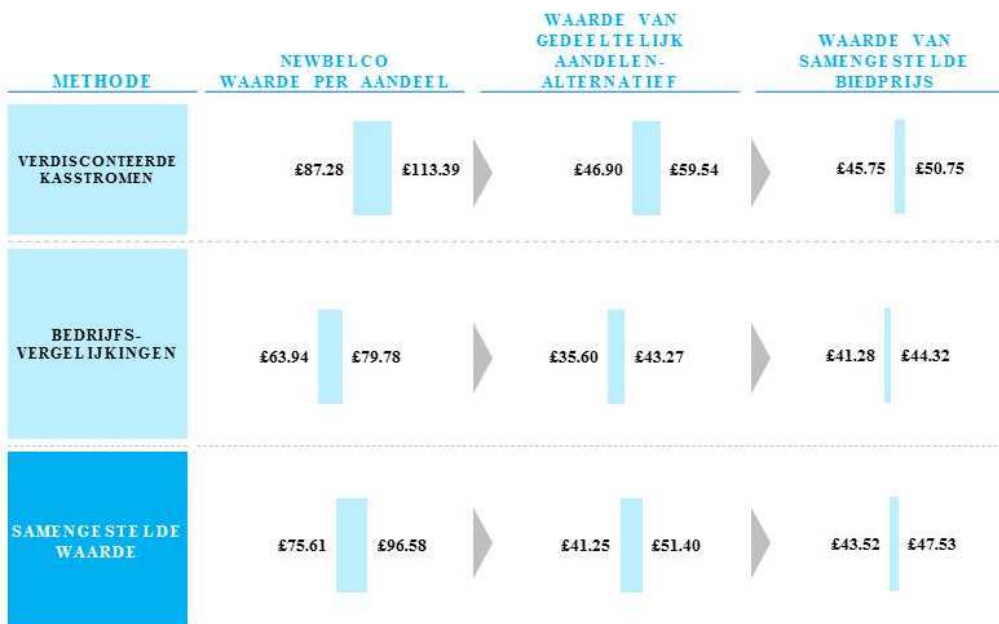 METHODE
NEWBELCO
WAARDE PER AANDEEL
WAARDE VAN
GEDEELTELIJK
AANDELEN-
ALTERNATIEF
WAARDE VAN
SAMENGESTELDE
BIEDPRIJS
VERDISCONTEERDE
KASSTROMEN
£87.28 £113.39 £46.90 £59.54 £45.75 £50.75
BEDRIJFS-
VERGELIJKINGEN
£63.94 £79.78 £35.60 £43.27 £41.28 £44.32
SAMENGESTELDE
WAARDE
£75.61 £96.58 £41.25 £51.40 £43.52 £47.53